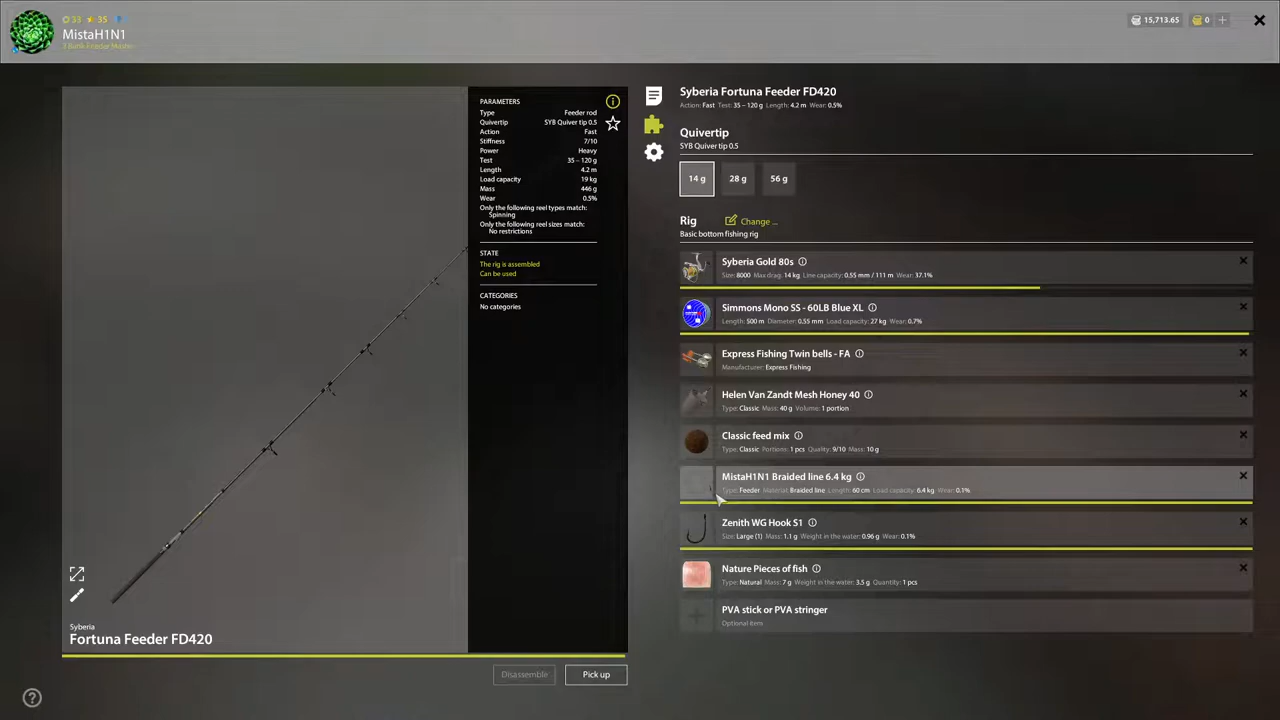 33 35
MistaH1N1
15,713.65 0
PARAMETERS
Type Feeder rod
Quivertip SYB Quiver tip 0.5
Action Fast
Stiffness 7/10
Power Heavy
Test 35 – 120 g
Length 4.2 m
Load capacity 19 kg
Mass 446 g
Wear 0.5%
Only the following reel types match:
Spinning
Only the following reel sizes match:
No restrictions
STATE
The rig is assembled
Can be used
CATEGORIES
No categories
Syberia
Fortuna Feeder FD420
Disassemble
Pick up
Syberia Fortuna Feeder FD420
Action: Fast Test: 35 – 120 g Length: 4.2 m Wear: 0.5%
Quivertip
SYB Quiver tip 0.5
14 g 28 g 56 g
Rig Change ...
Basic bottom fishing rig
Syberia Gold 80s
Size: 8000 Max drag: 14 kg Line capacity: 0.55 mm / 111 m Wear: 37.1%
Simmons Mono SS - 60LB Blue XL
Length: 500 m Diameter: 0.55 mm Load capacity: 27 kg Wear: 0.7%
Express Fishing Twin bells - FA
Manufacturer: Express Fishing
Helen Van Zandt Mesh Honey 40
Type: Classic Mass: 40 g Volume: 1 portion
Classic feed mix
Type: Classic Portions: 1 pcs Quality: 9/10 Mass: 10 g
MistaH1N1 Braided line 6.4 kg
Type: Feeder Material: Braided line Length: 60 cm Load capacity: 6.4 kg Wear: 0.1%
Zenith WG Hook S1
Size: Large (1) Mass: 1.1 g Weight in the water: 0.96 g Wear: 0.1%
Nature Pieces of fish
Type: Natural Mass: 7 g Weight in the water: 3.5 g Quantity: 1 pcs
PVA stick or PVA stringer
Optional item